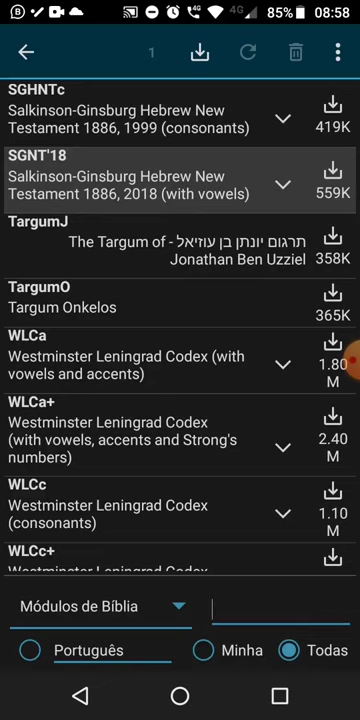 85% 08:58
1
SGHNTc
Salkinson-Ginsburg Hebrew New
Testament 1886, 1999 (consonants)
419K
SGNT'18
Salkinson-Ginsburg Hebrew New
Testament 1886, 2018 (with vowels)
559K
TargumJ
The Targum of - תרגום יונתן בן עוזיאל
Jonathan Ben Uzziel
358K
TargumO
Targum Onkelos
365K
WLCa
Westminster Leningrad Codex (with
vowels and accents)
1.80
M
WLCa+
Westminster Leningrad Codex
(with vowels, accents and Strong's
numbers)
2.40
M
WLCc
Westminster Leningrad Codex
(consonants)
1.10
M
WLCc+
Westminster Leningrad Codex
Módulos de Bíblia
Português
Minha
Todas